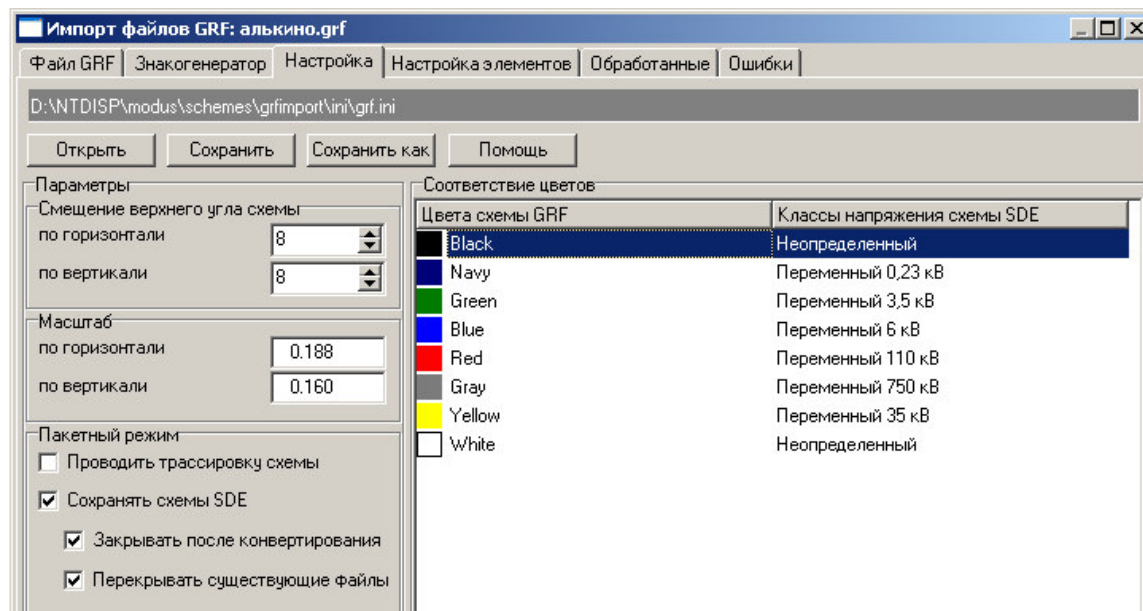 Импорт файлов GRF: алькино.grf
Файл GRF Знакогенератор Настройка Настройка элементов Обработанные Ошибки
D:\NTDISP\modus\schemes\grfimport\ini\grf.ini
Открыть Сохранить Сохранить как Помощь
Параметры
Смещение верхнего угла схемы
по горизонтали 8
по вертикали 8
Масштаб
по горизонтали 0.188
по вертикали 0.160
Пакетный режим
Проводить трассировку схемы
Сохранять схемы SDE
Закрывать после конвертирования
Перекрывать существующие файлы
Соответствие цветов
Цвета схемы GRF Классы напряжения схемы SDE
Black Неопределенный
Navy Переменный 0,23 кВ
Green Переменный 3,5 кВ
Blue Переменный 6 кВ
Red Переменный 110 кВ
Gray Переменный 750 кВ
Yellow Переменный 35 кВ
White Неопределенный